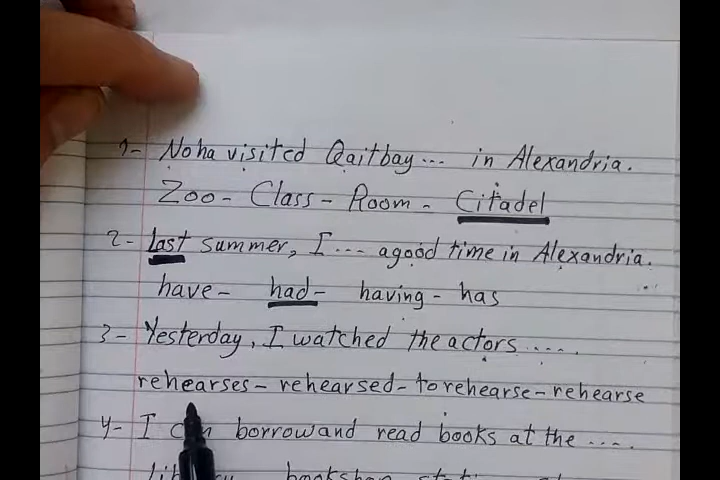 1- Noha visited Qaitbay... in Alexandria.
Zoo - Class - Room - Citadel
2- Last summer, I ... a good time in Alexandria.
have - had - having - has
3- Yesterday, I watched the actors .....
rehearses - rehearsed - to rehearse - rehearse
4- I can borrow and read books at the ....
bookshop